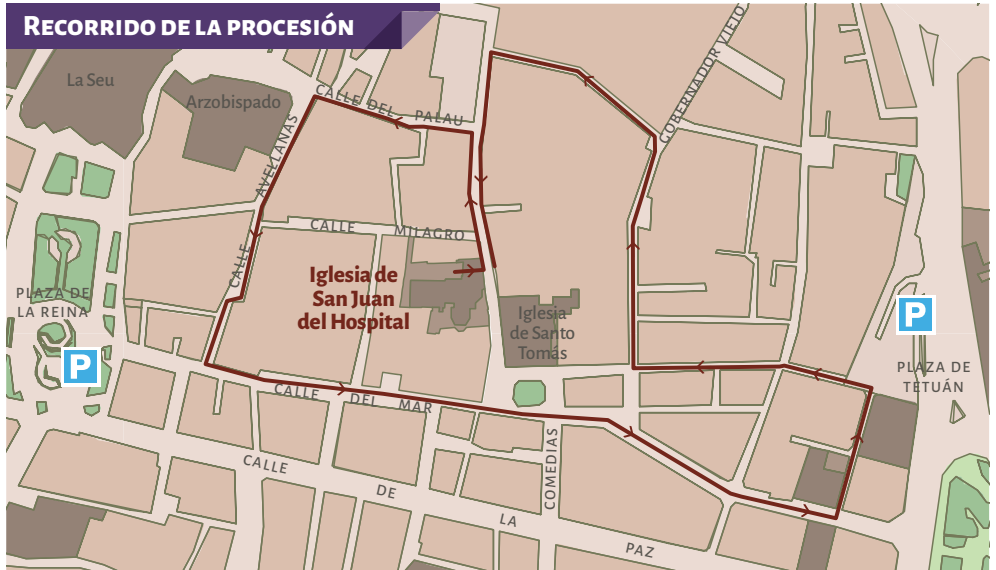 RECORRIDO DE LA PROCESIÓN
La Seu
Arzobispado
CALLE DEL PALAU
GOBERNADOR VIEJO
CALLE AVELLANAS
CALLE MILAGRO
Iglesia de
San Juan
del Hospital
PLAZA DE
LA REINA
P
Iglesia
de Santo
Tomás
P
PLAZA DE
TETUÁN
CALLE DEL MAR
COMEDIAS
CALLE DE LA PAZ